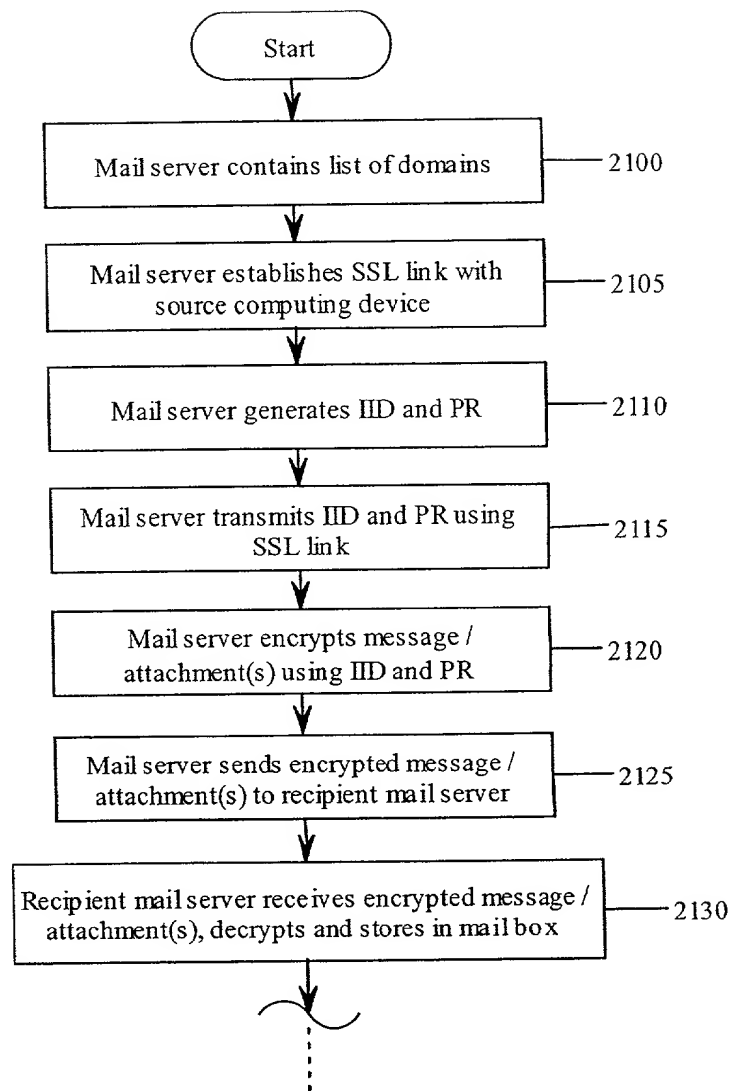 Start
Mail server contains list of domains
2100
Mail server establishes SSL link with
source computing device
2105
Mail server generates IID and PR
2110
Mail server transmits IID and PR using
SSL link
2115
Mail server encrypts message /
attachment(s) using IID and PR
2120
Mail server sends encrypted message /
attachment(s) to recipient mail server
2125
Recipient mail server receives encrypted message /
attachment(s), decrypts and stores in mail box
2130